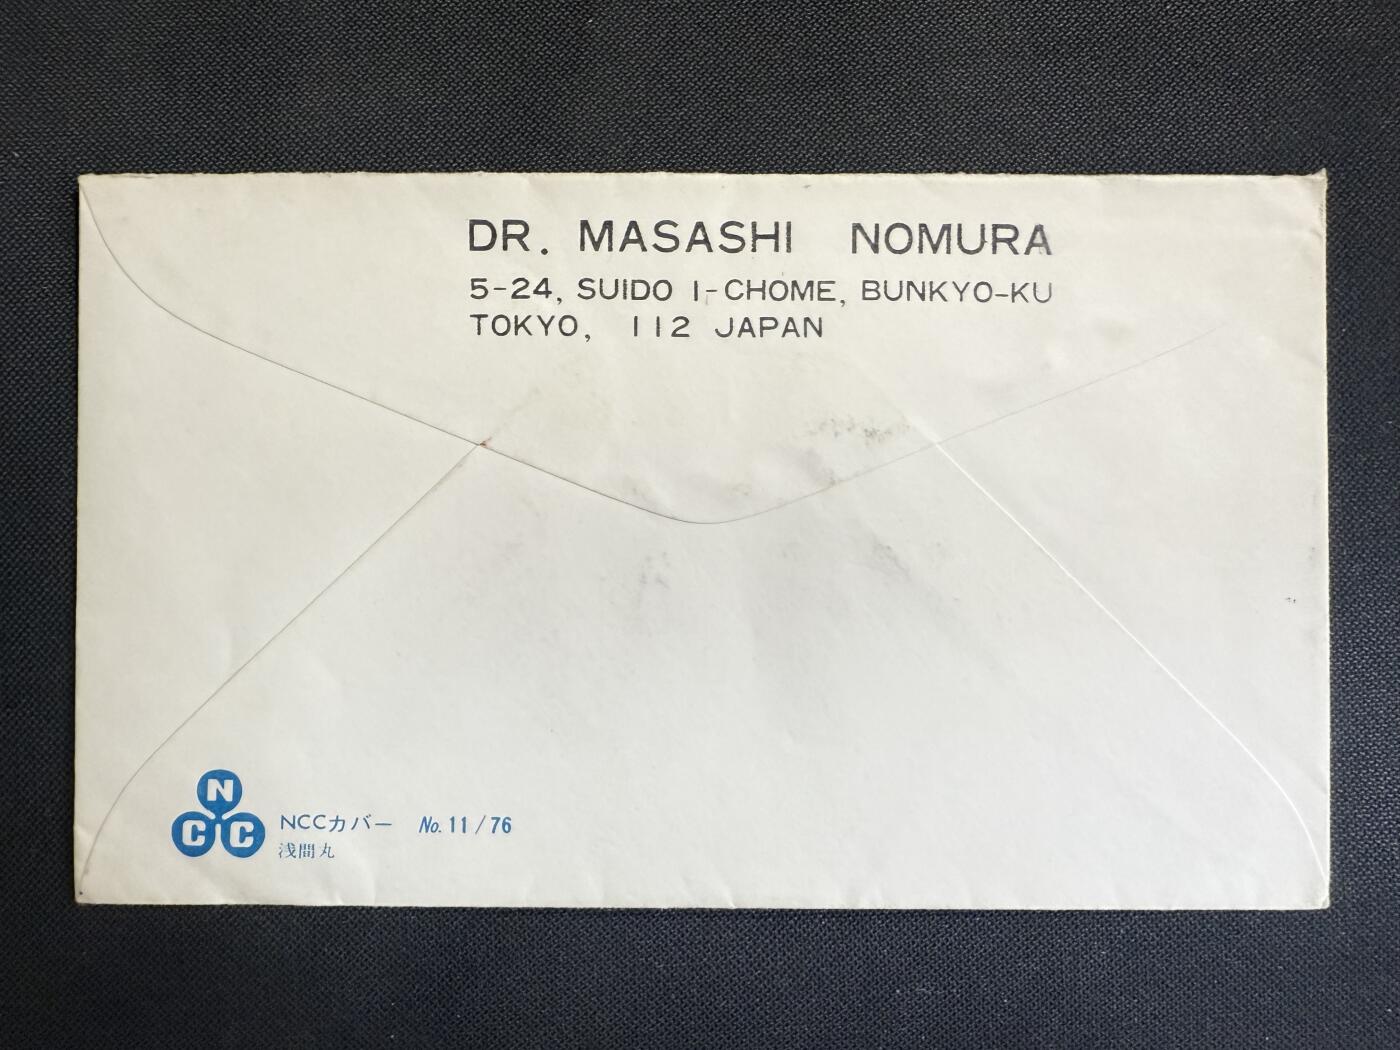 DR. MASASHI NOMURA
5-24, SUIDO 1-CHOME, BUNKYO-KU
TOKYO, 112 JAPAN
N
C C
NCCカバー No. 11 / 76
浅間丸